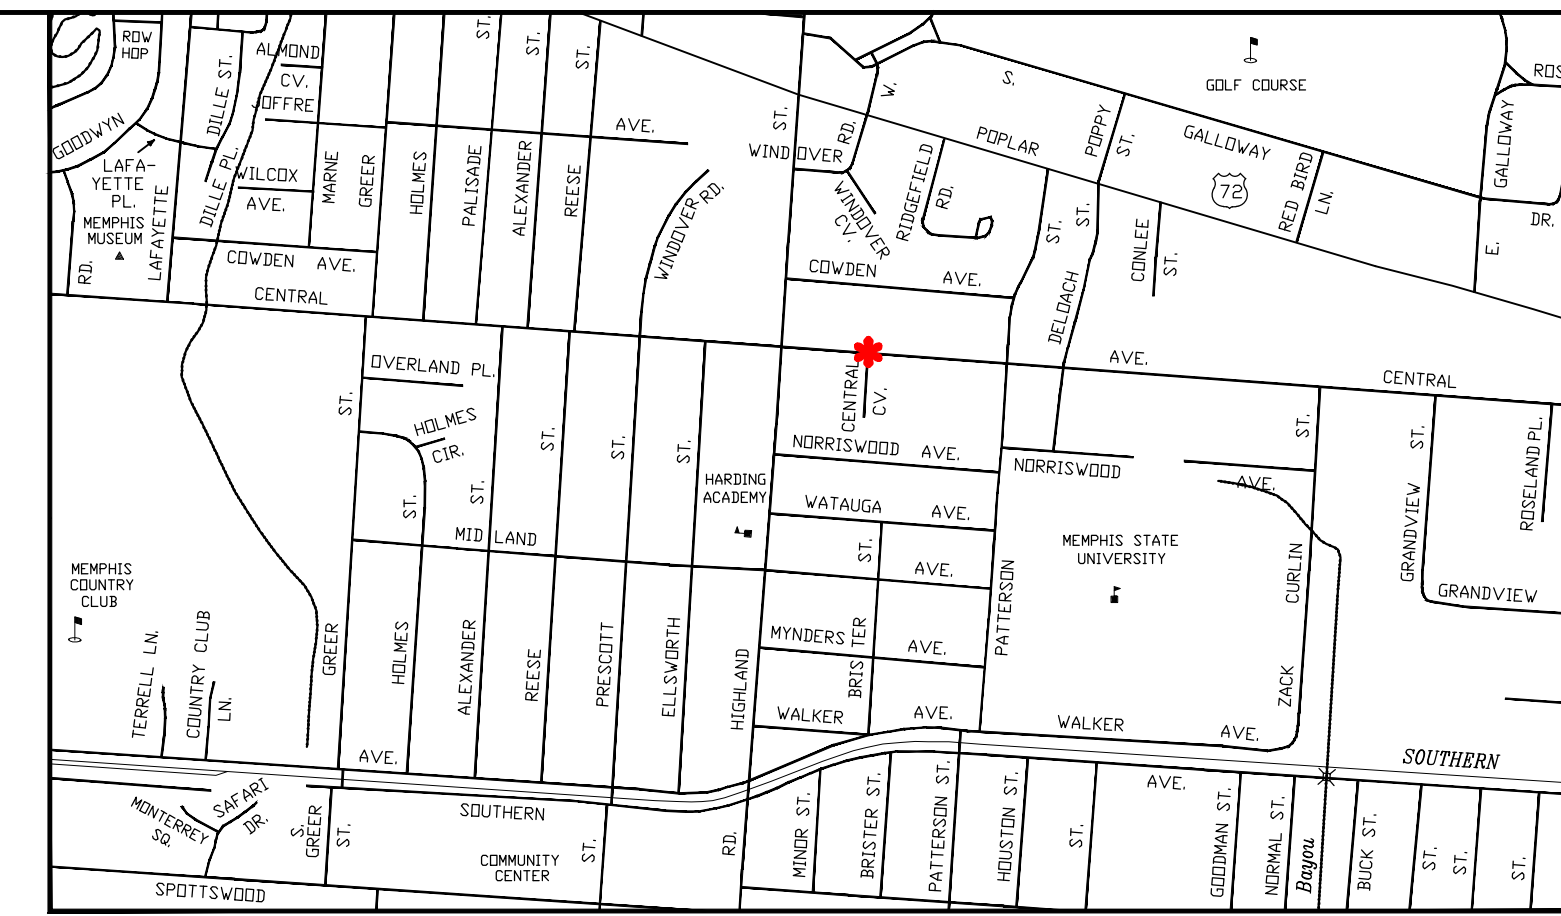 ROW
HOP
ALMOND
CV.
JOFFRE
DILLE ST.
ST.
ST.
ST.
W.
S.
GOLF COURSE
ROS
GOODWYN
LAFA-
YETTE
PL.
MEMPHIS
MUSEUM
RD.
LAFAYETTE
DILLE PL.
WILCOX
AVE.
MARNE
GREER
HOLMES
PALISADE
ALEXANDER
REESE
AVE.
ST.
WINDOVER
RD.
WINDOVER
CV.
WINDOVER RD.
RIDGEFIELD
RD.
POPLAR
POPPY
ST.
GALLOWAY
72
RED BIRD
LN.
GALLOWAY
DR.
E.
COWDEN AVE.
CENTRAL
COWDEN
AVE.
ST.
ST.
DELOACH
CONLEE
ST.
AVE.
CENTRAL
OVERLAND PL.
ST.
HOLMES
CIR.
ST.
ST.
ST.
ST.
ST.
CENTRAL
CV.
NORRISWOOD AVE.
NORRISWOOD
AVE.
ST.
ST.
GRANDVIEW
ROSELAND PL.
HARDING
ACADEMY
WATAUGA AVE.
MIDLAND
ST.
AVE.
MEMPHIS STATE
UNIVERSITY
PATTERSON
CURLIN
GRANDVIEW
MEMPHIS
COUNTRY
CLUB
TERRELL LN.
COUNTRY CLUB
LN.
GREER
HOLMES
ALEXANDER
REESE
PRESCOTT
ELLSWORTH
HIGHLAND
MYNDERS
AVE.
BRISTER
WALKER
AVE.
WALKER
AVE.
ZACK
AVE.
SOUTHERN
AVE.
MONTERREY
SQ.
SAFARI
DR.
S.
GREER
ST.
SOUTHERN
COMMUNITY
CENTER
ST.
RD.
MINOR ST.
BRISTER ST.
PATTERSON ST.
HOUSTON ST.
ST.
GOODMAN ST.
NORMAL ST.
Bayou
BUCK ST.
ST.
ST.
ST.
SPOTTSWOOD